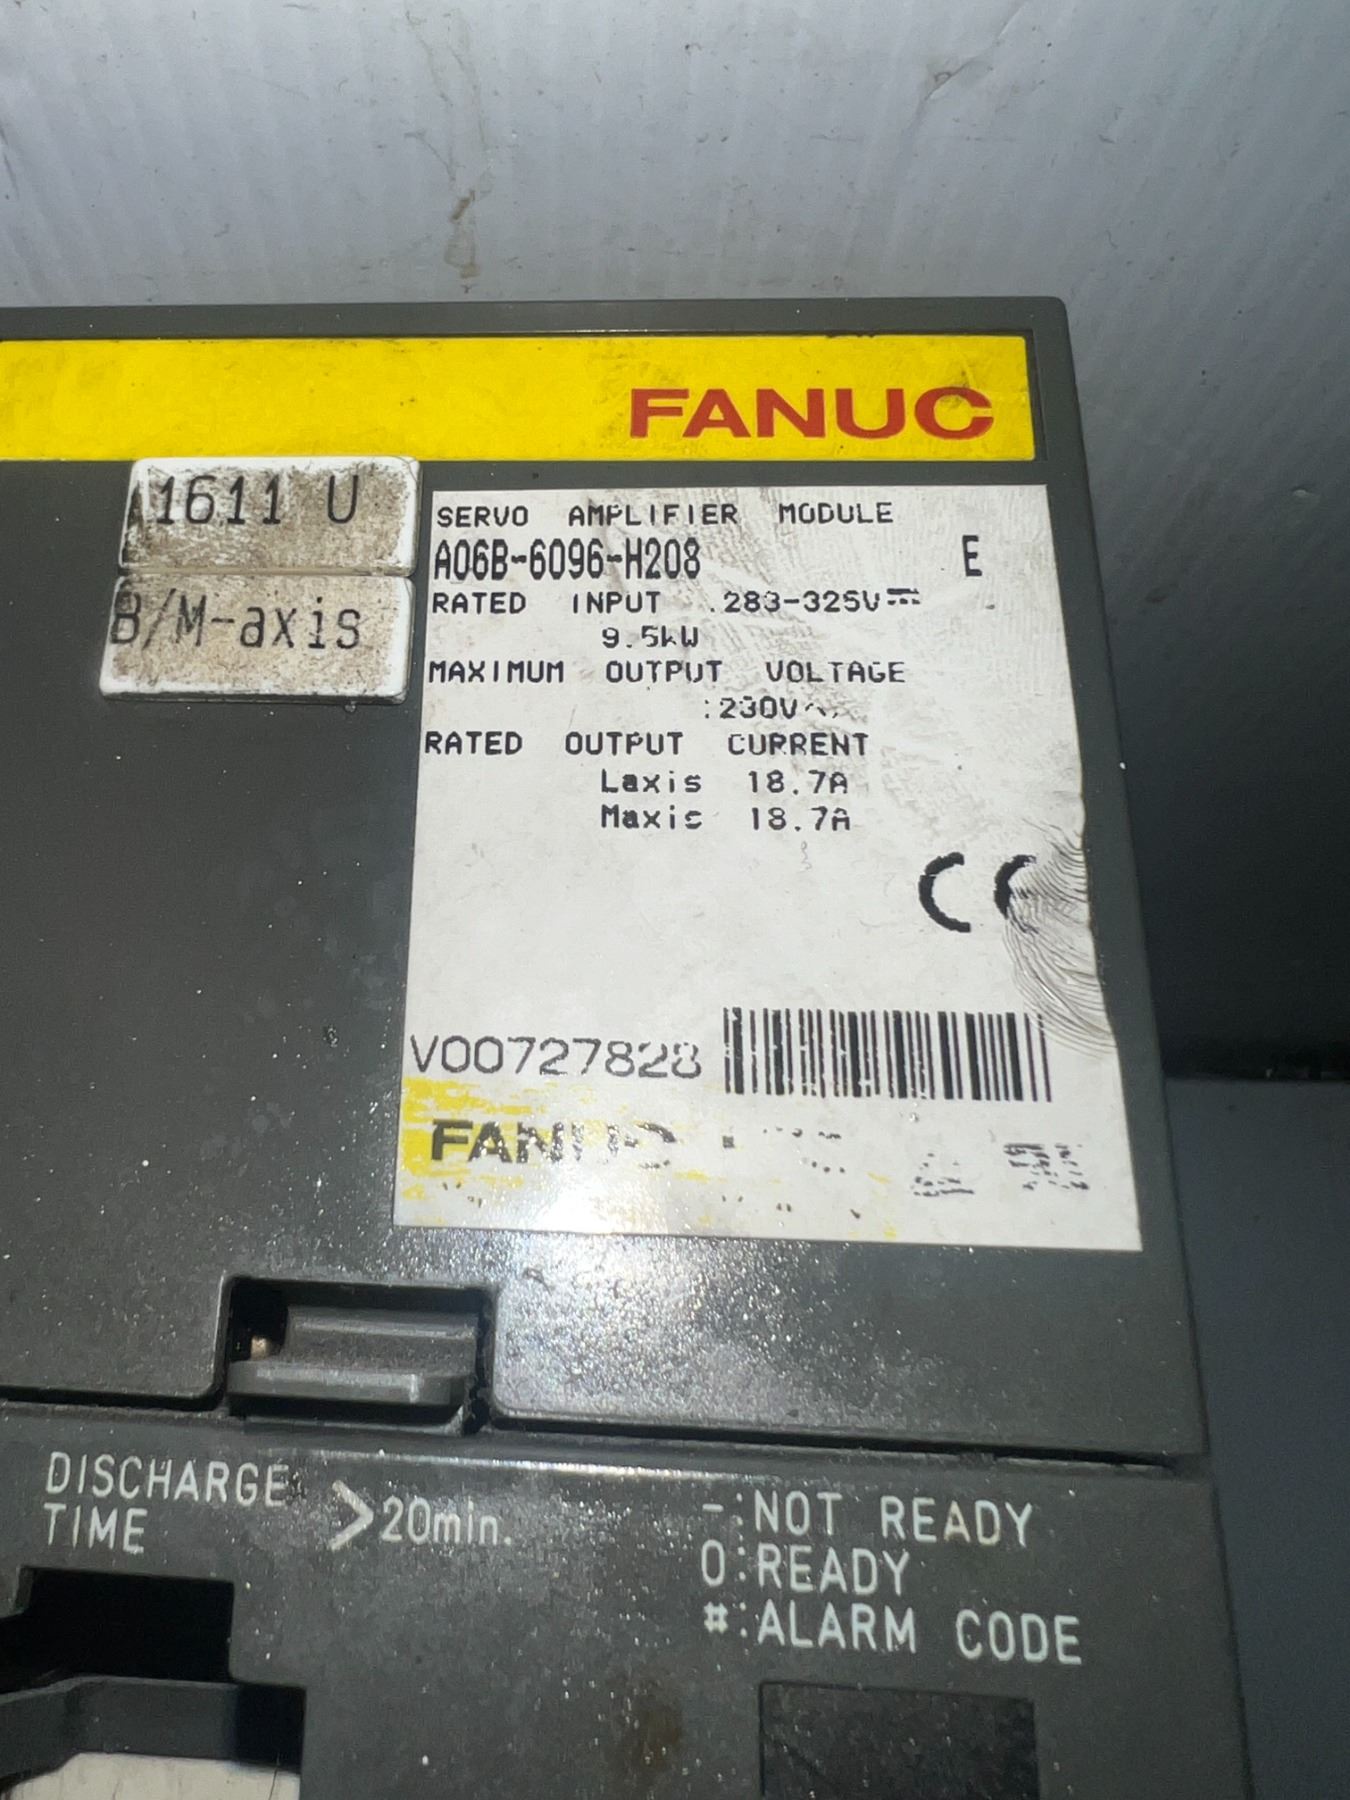 FANUC
A1611 U
B/M-axis
SERVO AMPLIFIER MODULE
A06B-6096-H208 E
RATED INPUT :283-325V⎓
9.5kW
MAXIMUM OUTPUT VOLTAGE
:230V~
RATED OUTPUT CURRENT
Laxis 18.7A
Maxis 18.7A
CE
V00727828
FANUC
DISCHARGE TIME >20min.
-:NOT READY
0:READY
#:ALARM CODE